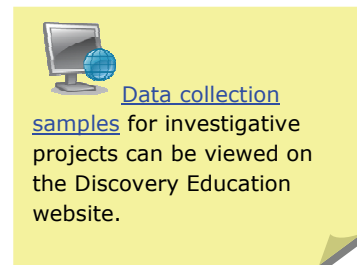 Data collection
samples for investigative
projects can be viewed on
the Discovery Education
website.